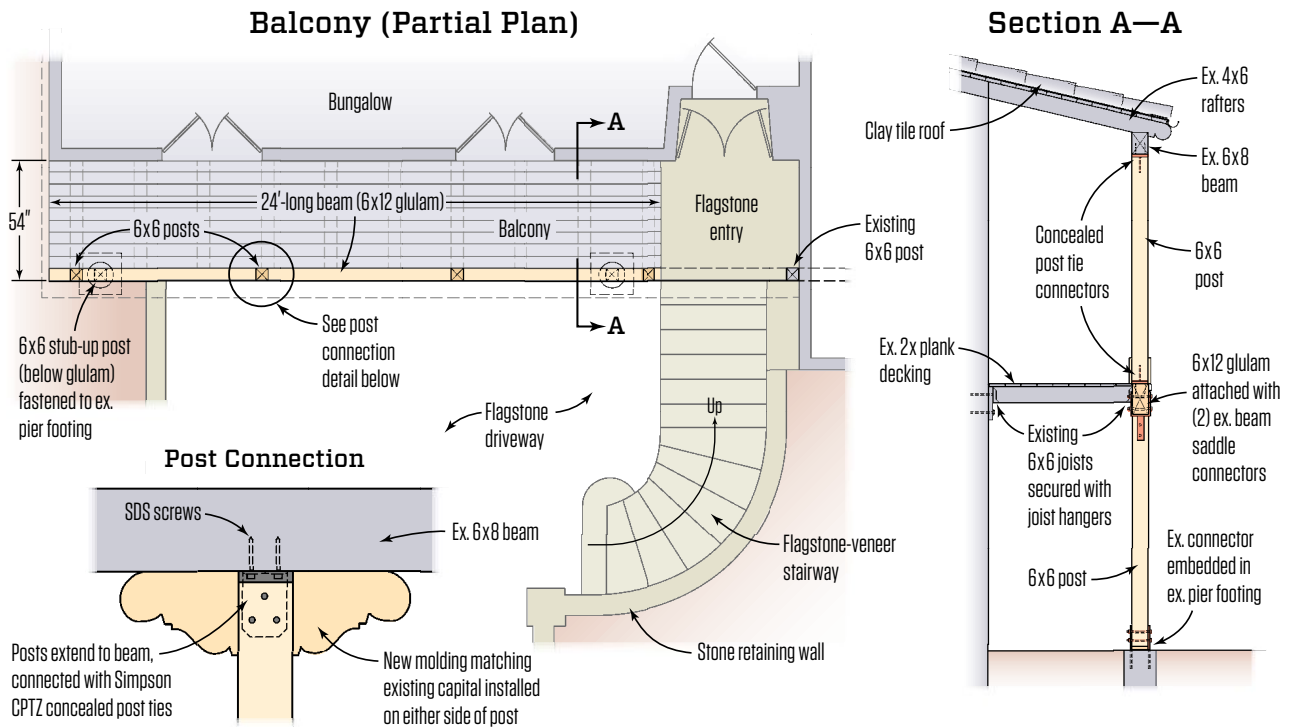 Balcony (Partial Plan)
Bungalow
A
54"
24'-long beam (6x12 glulam)
6x6 posts
Balcony
Flagstone
entry
Existing
6x6 post
A
6x6 stub-up post
(below glulam)
fastened to ex.
pier footing
See post
connection
detail below
Flagstone
driveway
Up
Flagstone-veneer
stairway
Stone retaining wall
Post Connection
SDS screws
Ex. 6x8 beam
Posts extend to beam,
connected with Simpson
CPTZ concealed post ties
New molding matching
existing capital installed
on either side of post
Section A—A
Clay tile roof
Ex. 4x6
rafters
Ex. 6x8
beam
Concealed
post tie
connectors
6x6
post
Ex. 2x plank
decking
6x12 glulam
attached with
(2) ex. beam
saddle
connectors
Existing
6x6 joists
secured with
joist hangers
6x6 post
Ex. connector
embedded in
ex. pier footing